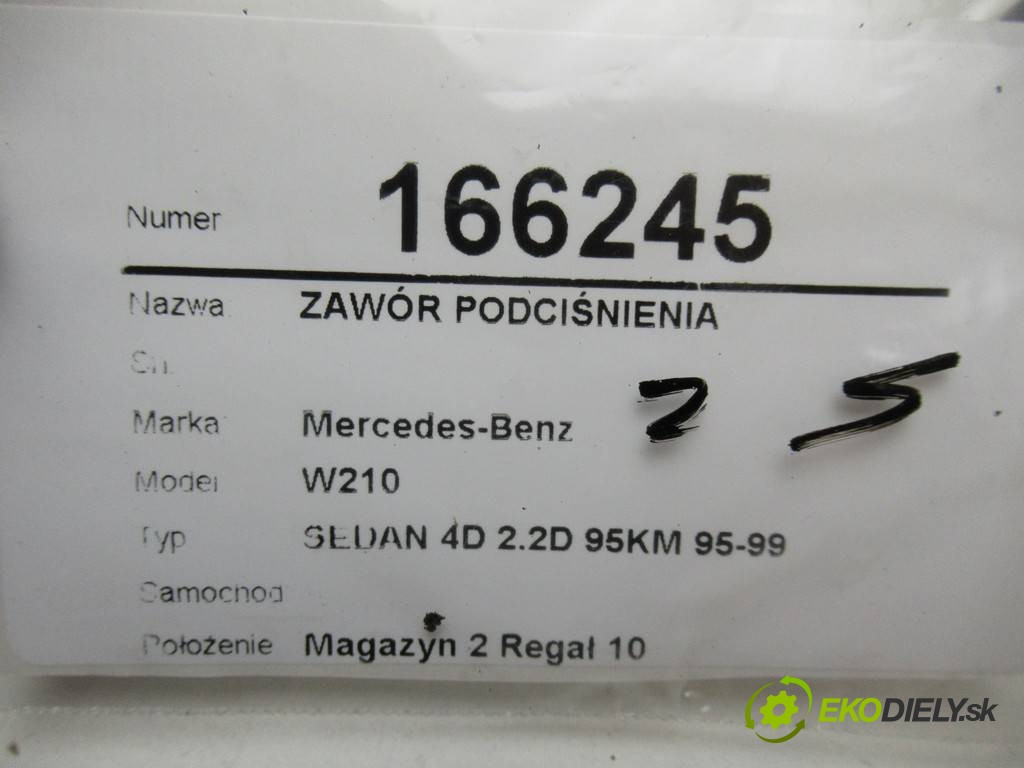 Numer 166245
Nazwa ZAWÓR PODCIŚNIENIA
Sn.
Marka Mercedes-Benz 2 5
Model W210
Typ SEDAN 4D 2.2D 95KM 95-99
Samochod
Położenie Magazyn 2 Regał 10
EKODIELY.sk